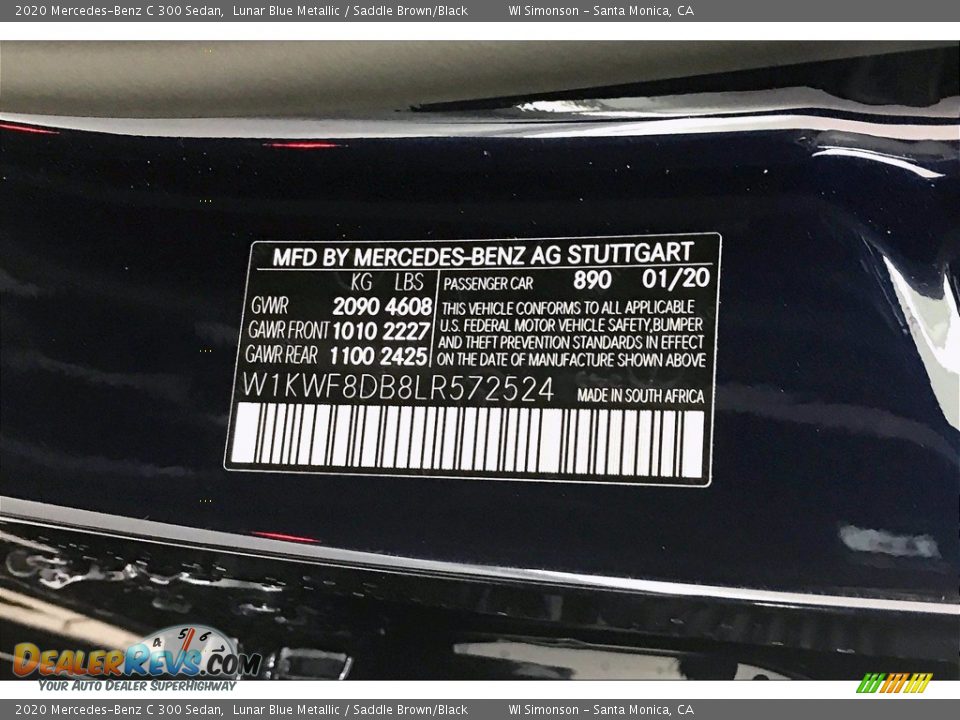 2020 Mercedes-Benz C 300 Sedan,  Lunar Blue Metallic / Saddle Brown/Black WI Simonson - Santa Monica, CA
MFD BY MERCEDES-BENZ AG STUTTGART
KG LBS PASSENGER CAR 890 01/20
GVWR 2090 4608
GAWR FRONT 1010 2227
GAWR REAR 1100 2425
THIS VEHICLE CONFORMS TO ALL APPLICABLE
U.S. FEDERAL MOTOR VEHICLE SAFETY,BUMPER
AND THEFT PREVENTION STANDARDS IN EFFECT
ON THE DATE OF MANUFACTURE SHOWN ABOVE
W1KWF8DB8LR572524 MADE IN SOUTH AFRICA
4 5 6 7
DEALERREVS.COM
YOUR AUTO DEALER SUPERHIGHWAY
2020 Mercedes-Benz C 300 Sedan,  Lunar Blue Metallic / Saddle Brown/Black WI Simonson - Santa Monica, CA